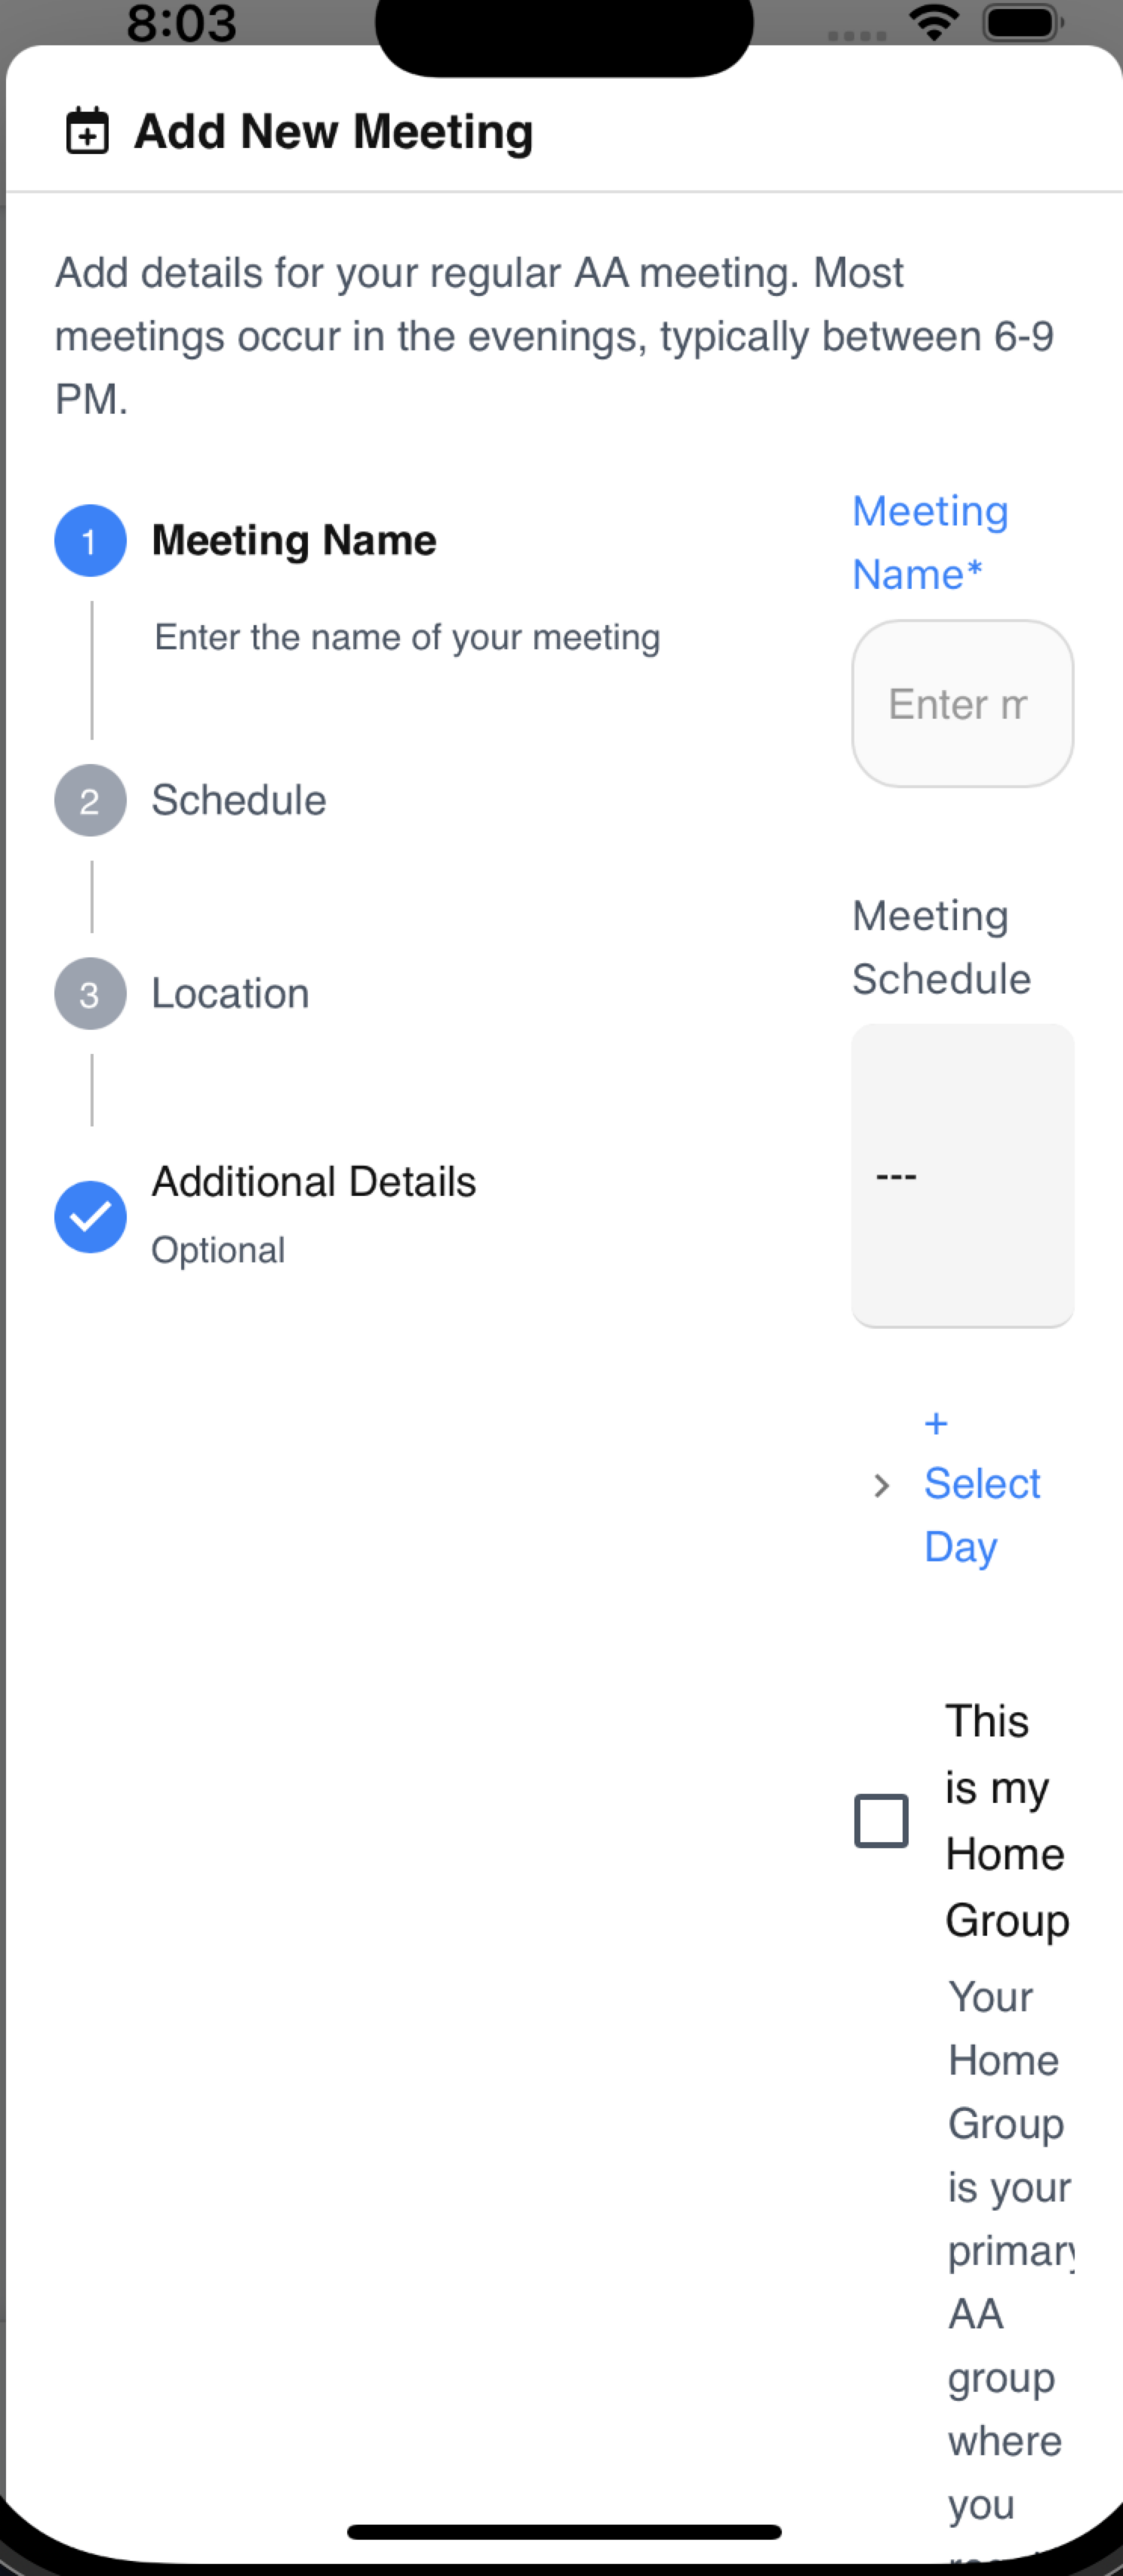 8:03
Add New Meeting
Add details for your regular AA meeting. Most
meetings occur in the evenings, typically between 6-9
PM.
1
Meeting Name
Enter the name of your meeting
2
Schedule
3
Location
Additional Details
Optional
Meeting
Name*
Enter
Meeting
Schedule
---
+
Select
Day
This
is my
Home
Group
Your
Home
Group
is your
primary
AA
group
where
you